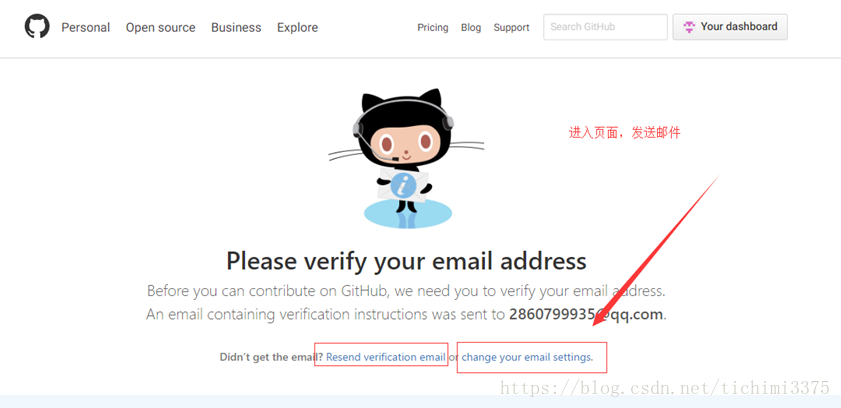 Personal Open source Business Explore Pricing Blog Support Search GitHub Your dashboard
进入页面，发送邮件
i
Please verify your email address
Before you can contribute on GitHub, we need you to verify your email address.
An email containing verification instructions was sent to 2860799935@qq.com.
Didn't get the email? Resend verification email or change your email settings.
https://blog.csdn.net/tichimi3375